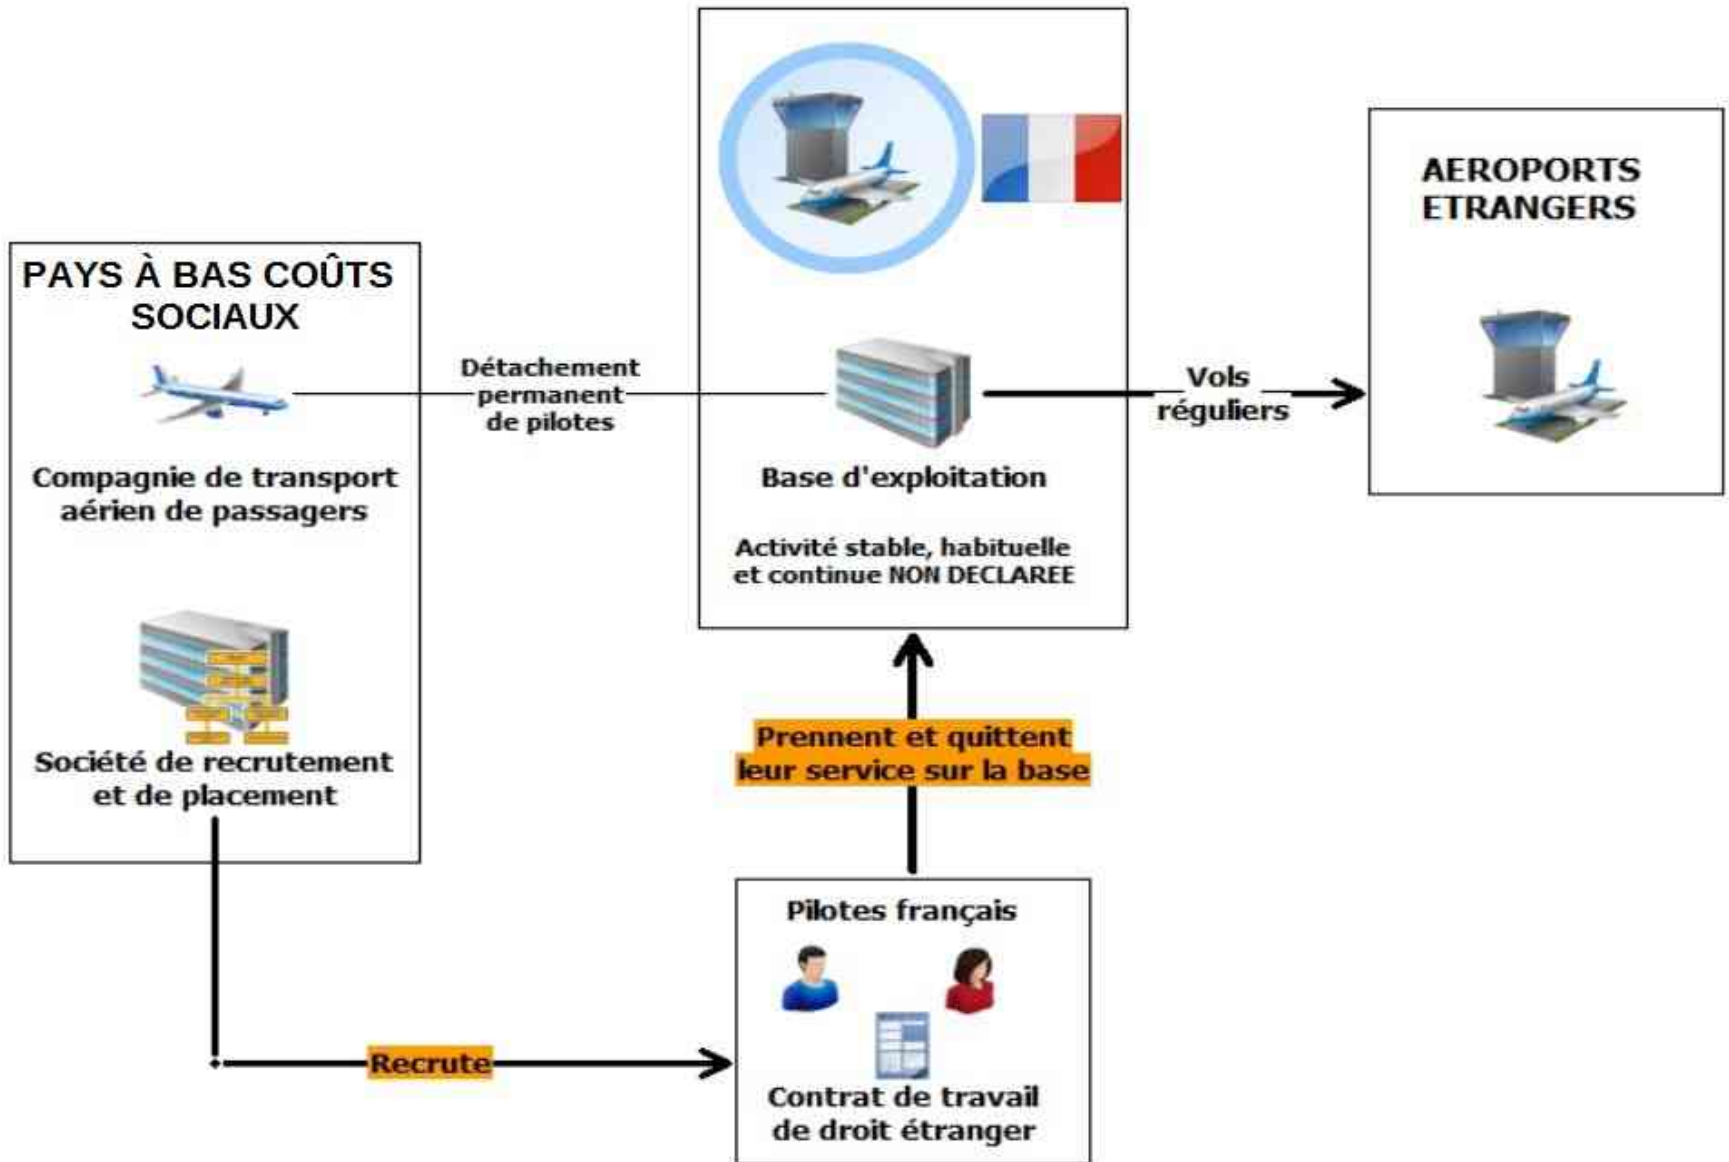 PAYS À BAS COÛTS
SOCIAUX
Compagnie de transport
aérien de passagers
Société de recrutement
et de placement
Détachement
permanent
de pilotes
Base d'exploitation
Activité stable, habituelle
et continue NON DECLAREE
Vols
réguliers
AEROPORTS
ETRANGERS
Prennent et quittent
leur service sur la base
Recrute
Pilotes français
Contrat de travail
de droit étranger